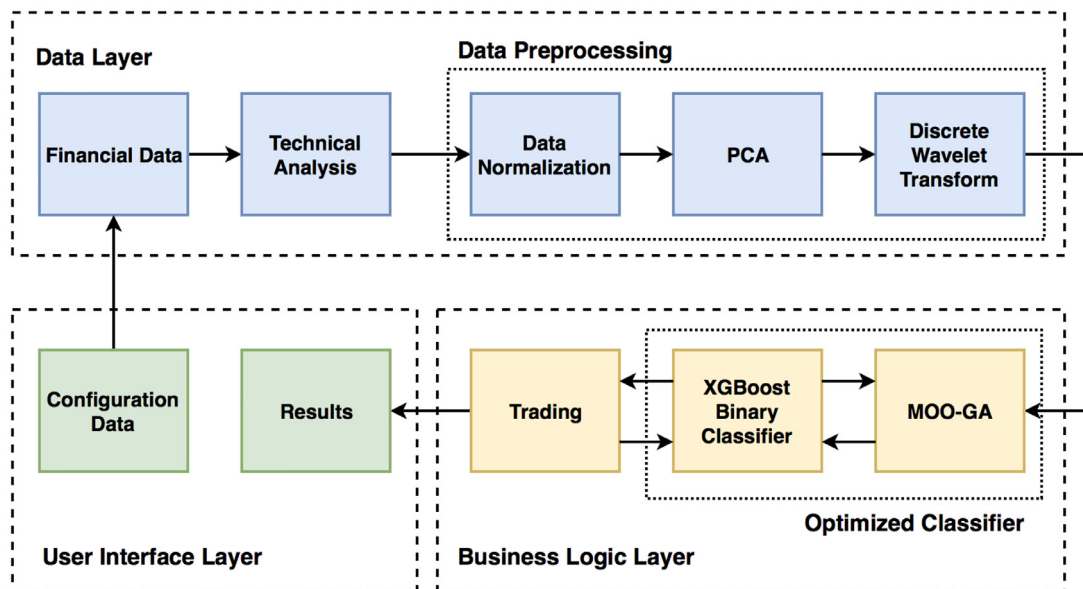 Data Layer
Data Preprocessing
Financial Data
Technical
Analysis
Data
Normalization
PCA
Discrete
Wavelet
Transform
Configuration
Data
Results
Trading
XGBoost
Binary
Classifier
MOO-GA
Optimized Classifier
User Interface Layer
Business Logic Layer